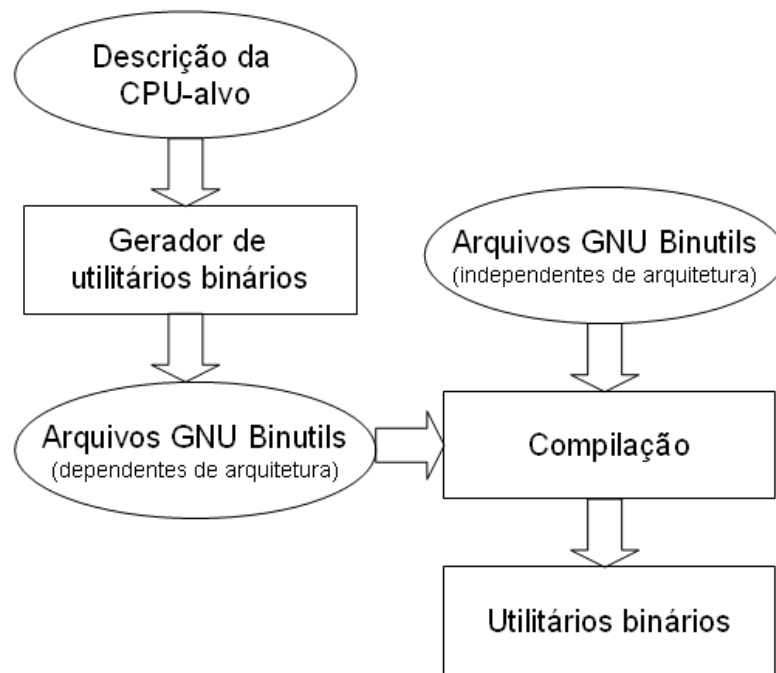 Descrição da
CPU-alvo
Gerador de
utilitários binários
Arquivos GNU Binutils
(independentes de arquitetura)
Arquivos GNU Binutils
(dependentes de arquitetura)
Compilação
Utilitários binários